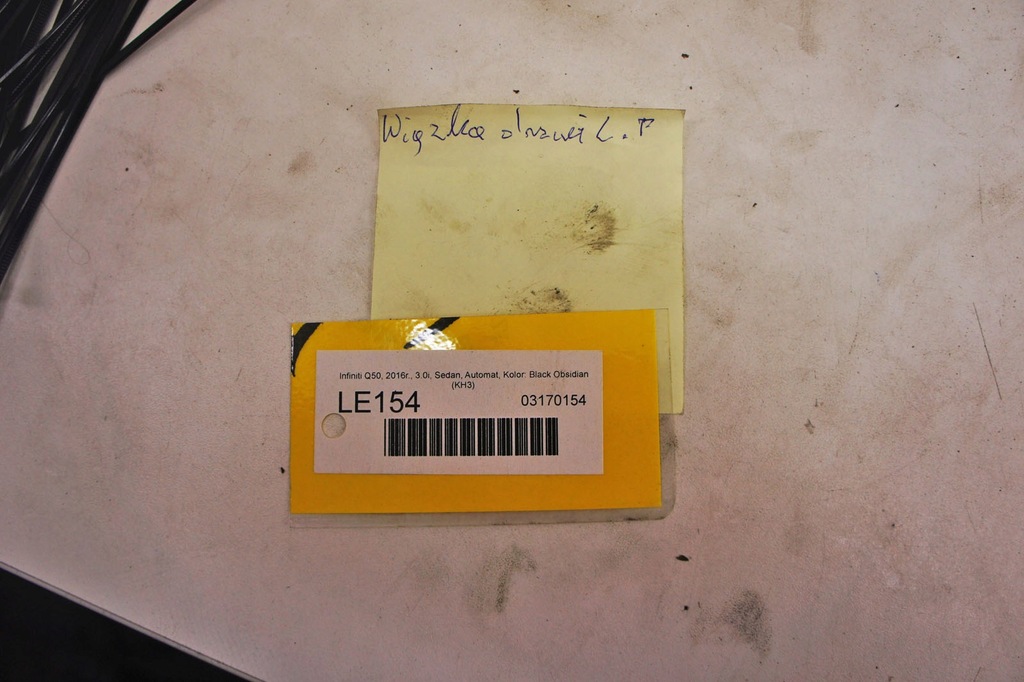 Wiązka drzwi L.P
Infiniti Q50, 2016r., 3.0i, Sedan, Automat, Kolor: Black Obsidian
(KH3)
LE154
03170154